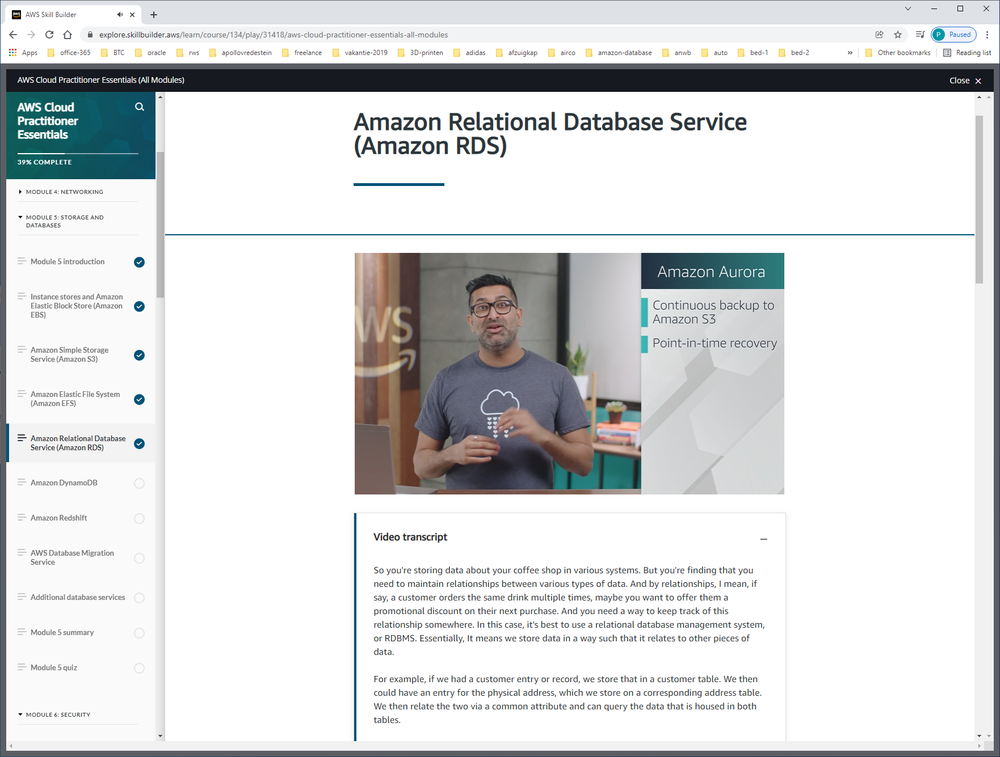 aws
AWS Skill Builder
explore.skillbuilder.aws/learn/course/134/play/31418/aws-cloud-practitioner-essentials-all-modules
P Paused
Apps office-365 BTC oracle rws apollovredestein freelance vakantie-2019 3D-printen adidas afzuigkap airco amazon-database anwb auto bed-1 bed-2 » Other bookmarks Reading list
AWS Cloud Practitioner Essentials (All Modules)
Close
AWS Cloud
Practitioner
Essentials
39% COMPLETE
MODULE 4: NETWORKING
MODULE 5: STORAGE AND
DATABASES
Module 5 introduction
Instance stores and Amazon
Elastic Block Store (Amazon
EBS)
Amazon Simple Storage
Service (Amazon S3)
Amazon Elastic File System
(Amazon EFS)
Amazon Relational Database
Service (Amazon RDS)
Amazon DynamoDB
Amazon Redshift
AWS Database Migration
Service
Additional database services
Module 5 summary
Module 5 quiz
MODULE 6: SECURITY
Amazon Relational Database Service
(Amazon RDS)
ws
Amazon Aurora
Continuous backup to
Amazon S3
Point-in-time recovery
Video transcript
So you're storing data about your coffee shop in various systems. But you're finding that you
need to maintain relationships between various types of data. And by relationships, I mean, if
say, a customer orders the same drink multiple times, maybe you want to offer them a
promotional discount on their next purchase. And you need a way to keep track of this
relationship somewhere. In this case, it's best to use a relational database management system,
or RDBMS. Essentially, It means we store data in a way such that it relates to other pieces of
data.
For example, if we had a customer entry or record, we store that in a customer table. We then
could have an entry for the physical address, which we store on a corresponding address table.
We then relate the two via a common attribute and can query the data that is housed in both
tables.